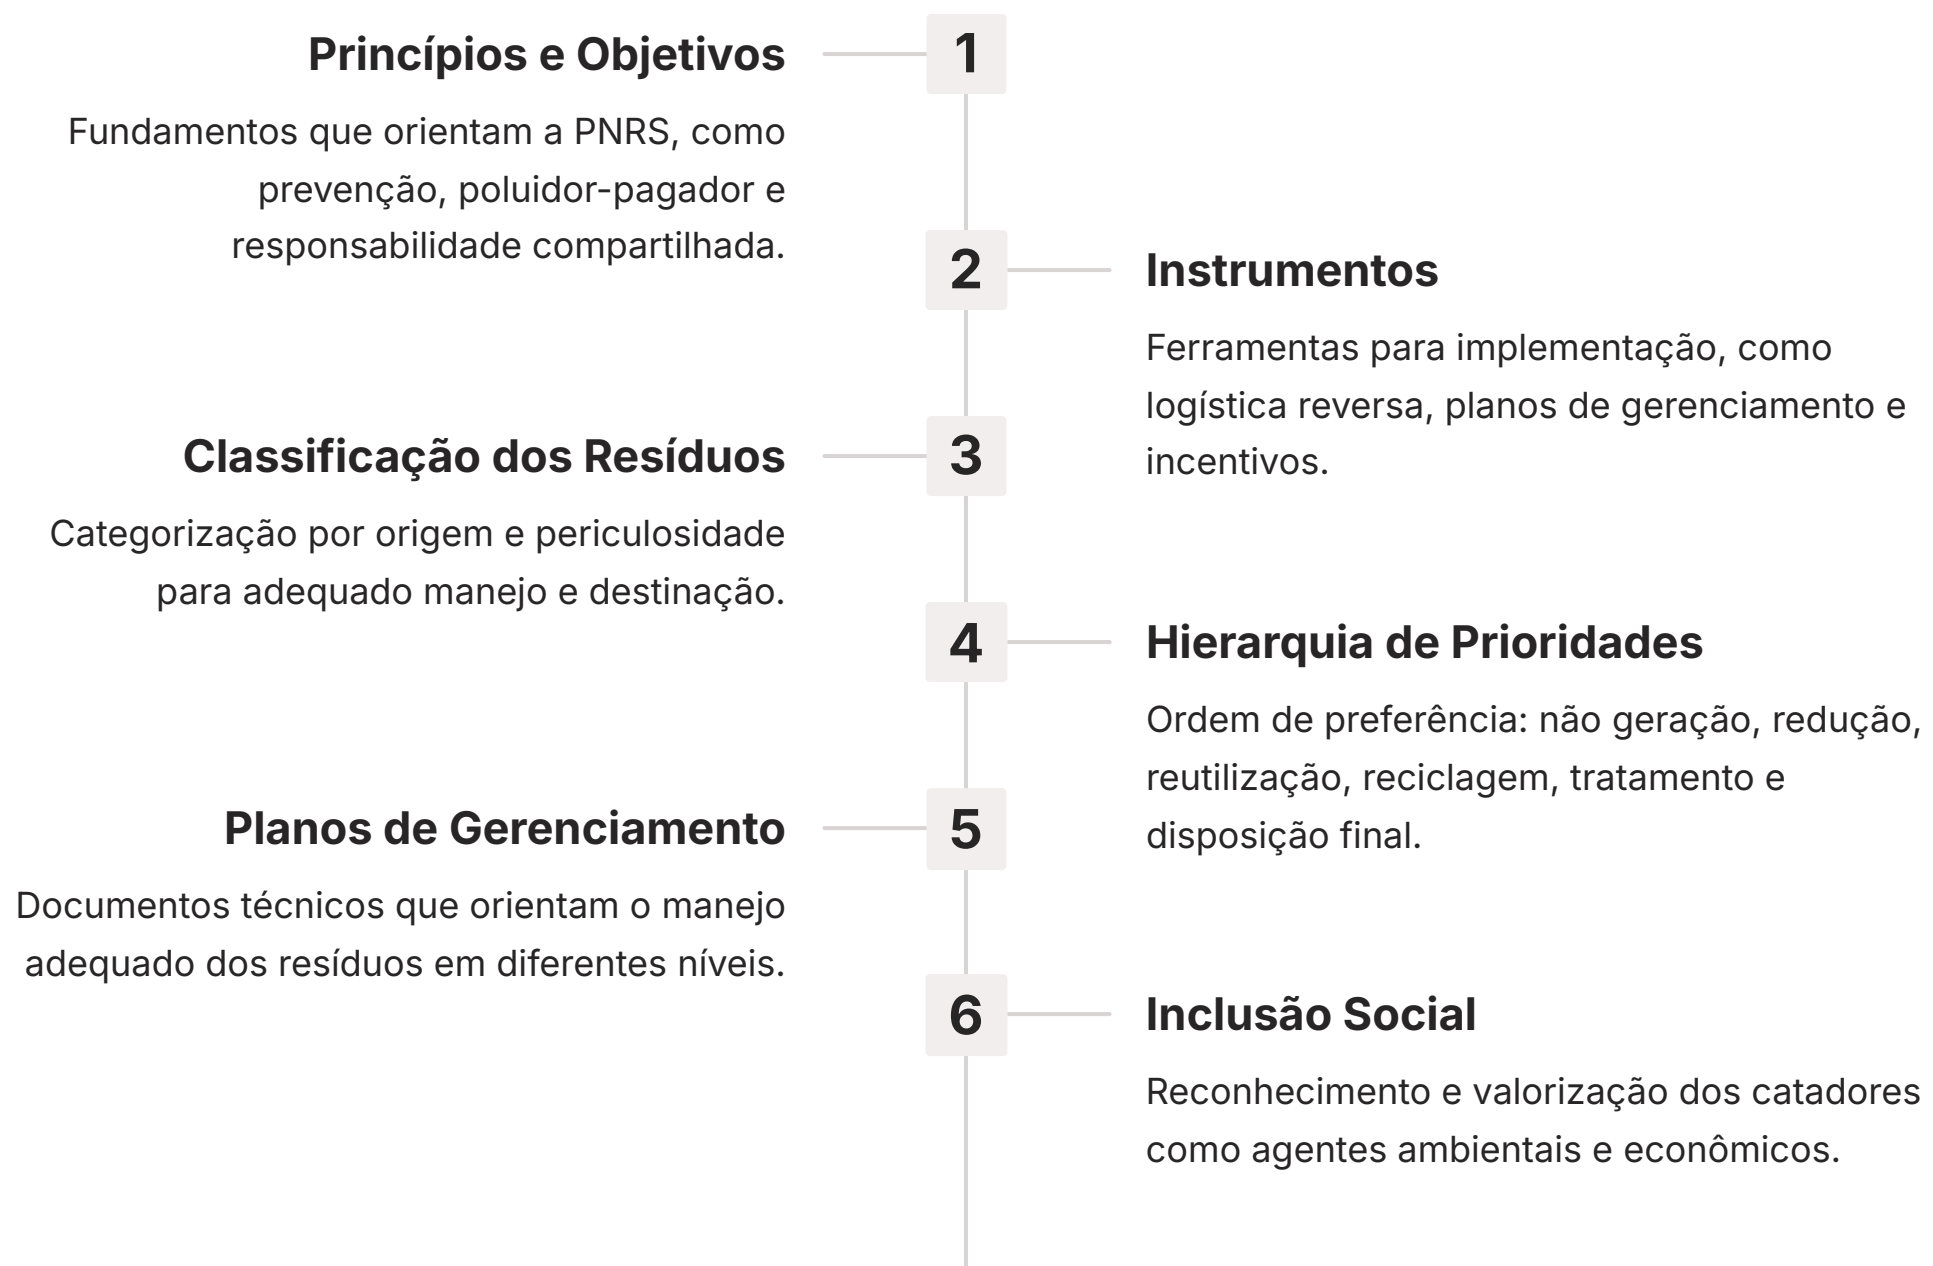 1
Princípios e Objetivos
Fundamentos que orientam a PNRS, como
prevenção, poluidor-pagador e
responsabilidade compartilhada.
2
Instrumentos
Ferramentas para implementação, como
logística reversa, planos de gerenciamento e
incentivos.
3
Classificação dos Resíduos
Categorização por origem e periculosidade
para adequado manejo e destinação.
4
Hierarquia de Prioridades
Ordem de preferência: não geração, redução,
reutilização, reciclagem, tratamento e
disposição final.
5
Planos de Gerenciamento
Documentos técnicos que orientam o manejo
adequado dos resíduos em diferentes níveis.
6
Inclusão Social
Reconhecimento e valorização dos catadores
como agentes ambientais e econômicos.